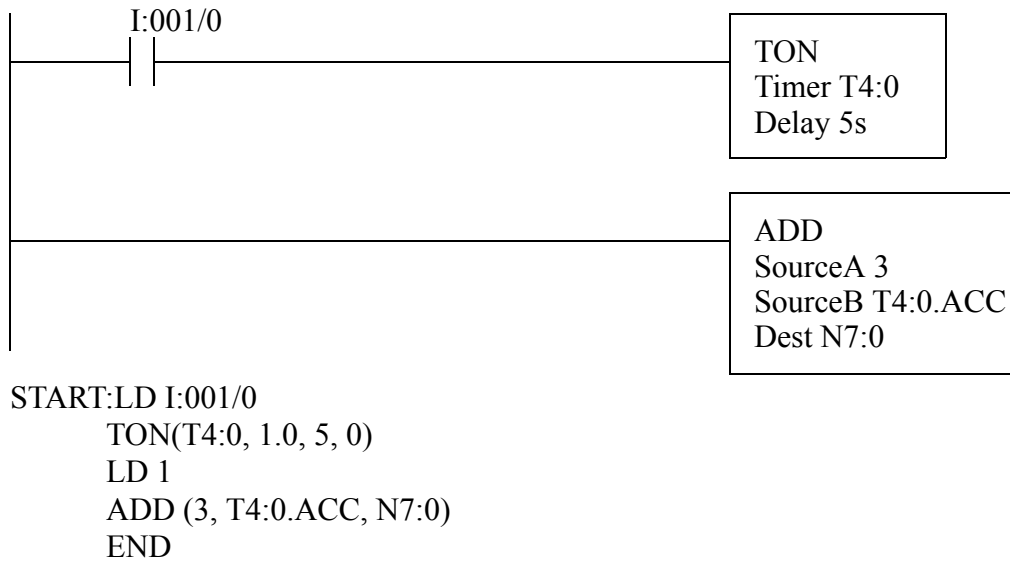 I:001/0
TON
Timer T4:0
Delay 5s
ADD
SourceA 3
SourceB T4:0.ACC
Dest N7:0
START:LD I:001/0
TON(T4:0, 1.0, 5, 0)
LD 1
ADD (3, T4:0.ACC, N7:0)
END